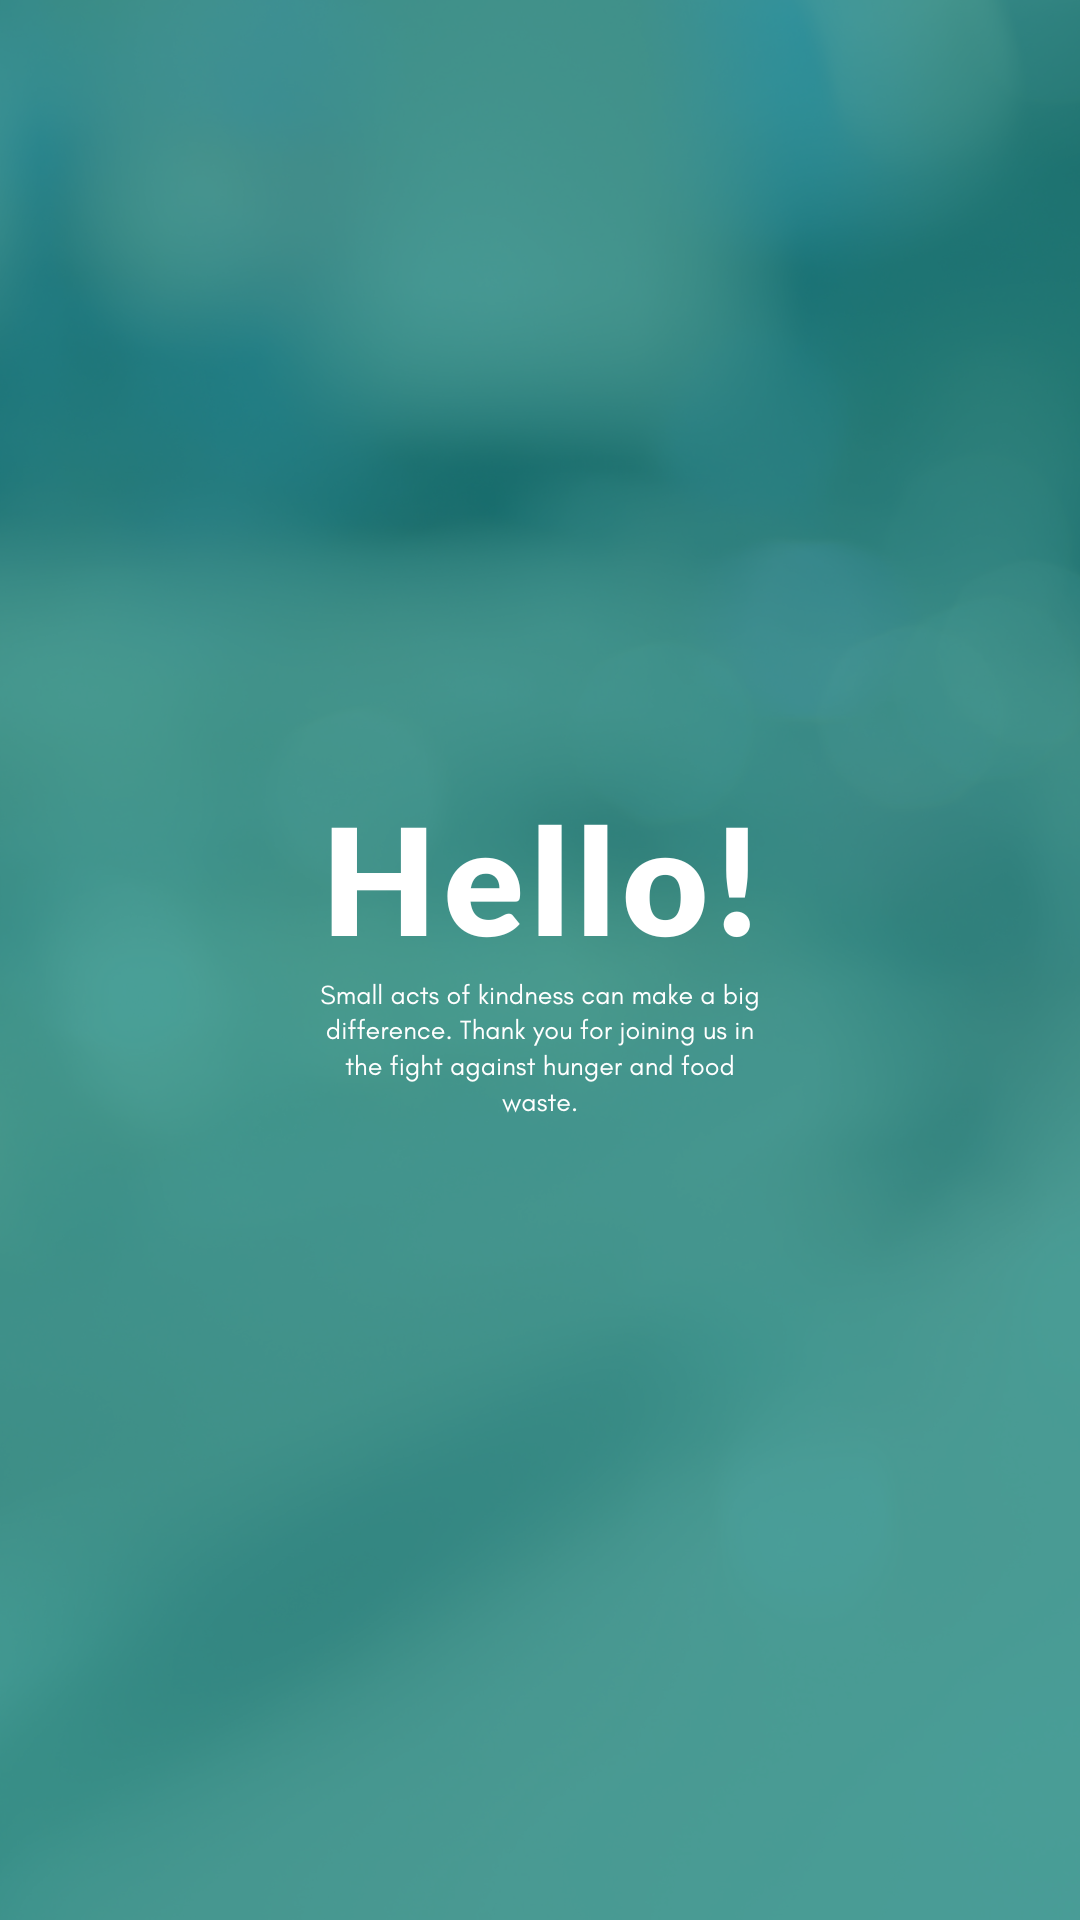 Hello!
Small acts of kindness can make a big
difference. Thank you for joining us in
the fight against hunger and food
waste.